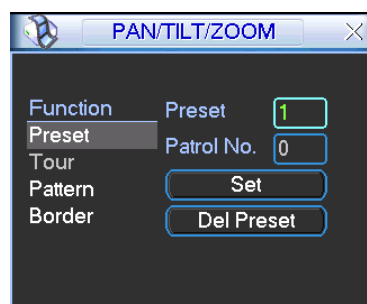 PAN/TILT/ZOOM
Function
Preset
Tour
Pattern
Border
Preset 1
Patrol No. 0
Set
Del Preset